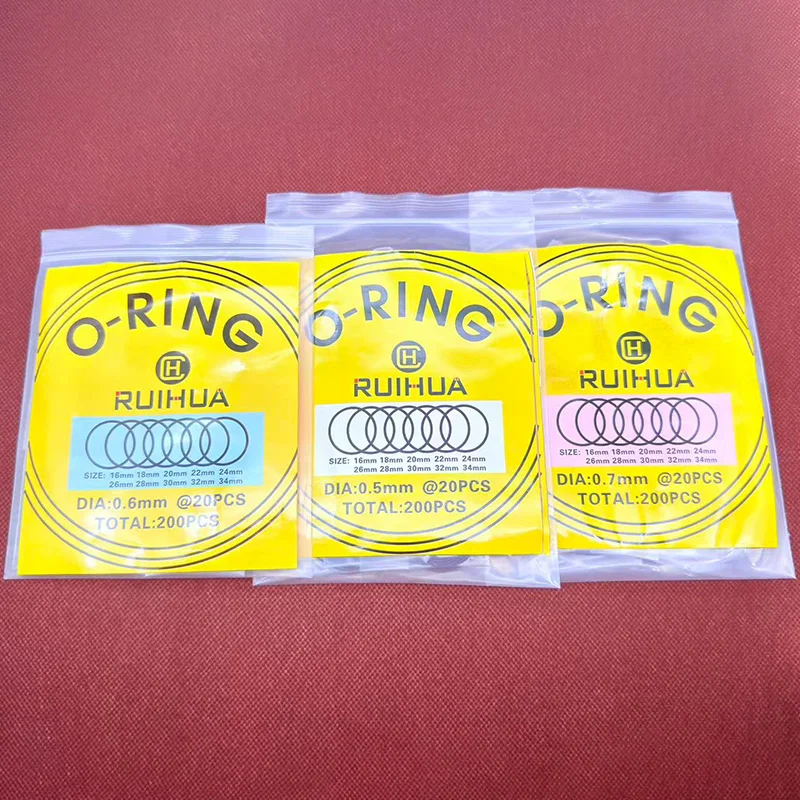 O-RING
CH
RUIHUA
SIZE: 16mm 18mm 20mm 22mm 24mm
26mm 28mm 30mm 32mm 34mm
DIA:0.6mm @20PCS
TOTAL:200PCS
O-RING
CH
RUIHUA
SIZE: 16mm 18mm 20mm 22mm 24mm
26mm 28mm 30mm 32mm 34mm
DIA:0.5mm @20PCS
TOTAL:200PCS
O-RING
CH
RUIHUA
SIZE: 16mm 18mm 20mm 22mm 24mm
26mm 28mm 30mm 32mm 34mm
DIA:0.7mm @20PCS
TOTAL:200PCS